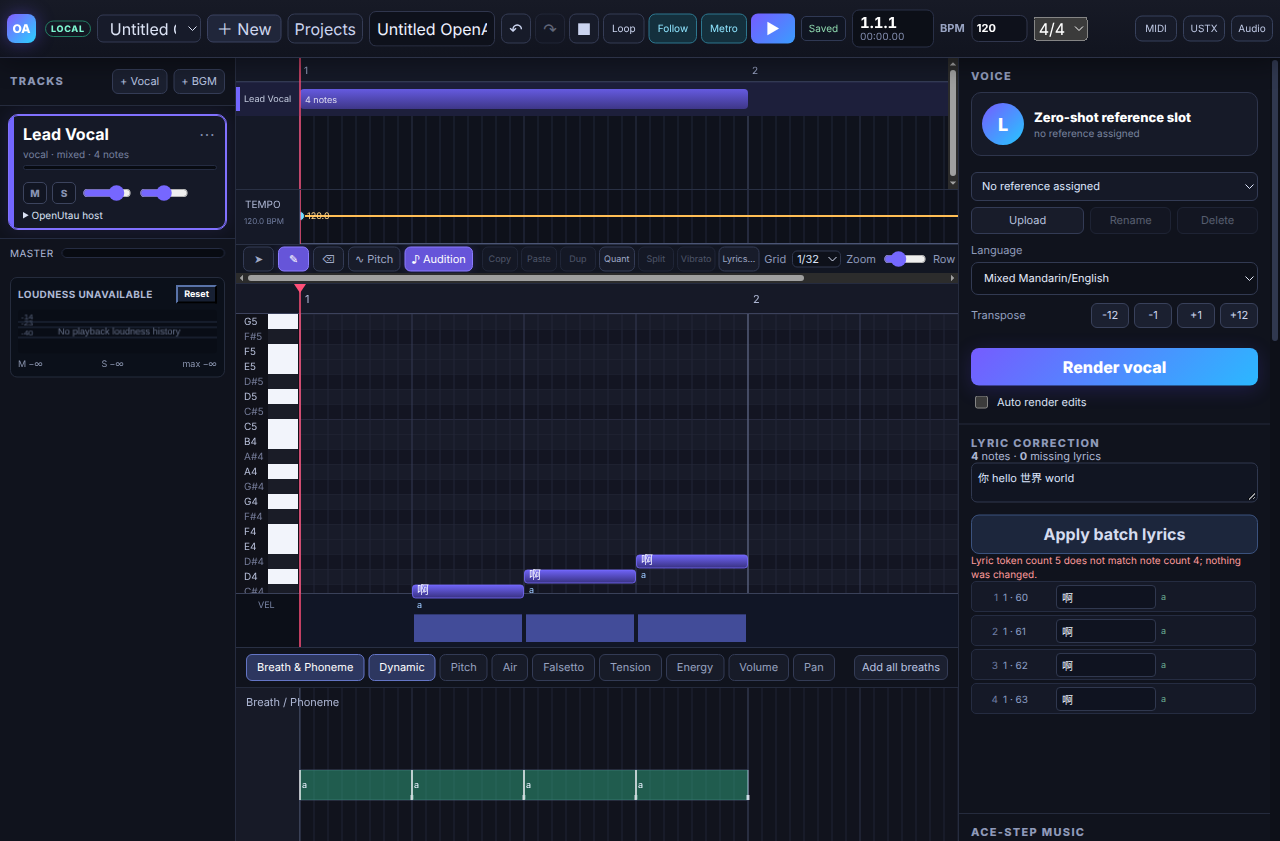 OA LOCAL Untitled ( + New Projects Untitled OpenA Loop Follow Metro Saved 1.1.1 00:00.00 BPM 120 4/4 MIDI USTX Audio
TRACKS + Vocal + BGM
Lead Vocal ...
vocal · mixed · 4 notes
M S
OpenUtau host
MASTER
LOUDNESS UNAVAILABLE Reset
-14
-23
-40
No playback loudness history
M −∞ S −∞ max −∞
1 2
Lead Vocal 4 notes
TEMPO
120.0 BPM 120.0
Pitch Audition Copy Paste Dup Quant Split Vibrato Lyrics... Grid 1/32 Zoom Row
1 2
G5
F#5
F5
E5
D#5
D5
C#5
C5
B4
A#4
A4
G#4
G4
F#4
F4
E4
D#4 啊
D4 啊 a
C#4 啊 a
VEL a
Breath & Phoneme Dynamic Pitch Air Falsetto Tension Energy Volume Pan Add all breaths
Breath / Phoneme
a a a a
VOICE
L Zero-shot reference slot
no reference assigned
No reference assigned
Upload Rename Delete
Language
Mixed Mandarin/English
Transpose -12 -1 +1 +12
Render vocal
Auto render edits
LYRIC CORRECTION
4 notes · 0 missing lyrics
你 hello 世界 world
Apply batch lyrics
Lyric token count 5 does not match note count 4; nothing
was changed.
1 1 · 60 啊 a
2 1 · 61 啊 a
3 1 · 62 啊 a
4 1 · 63 啊 a
ACE-STEP MUSIC